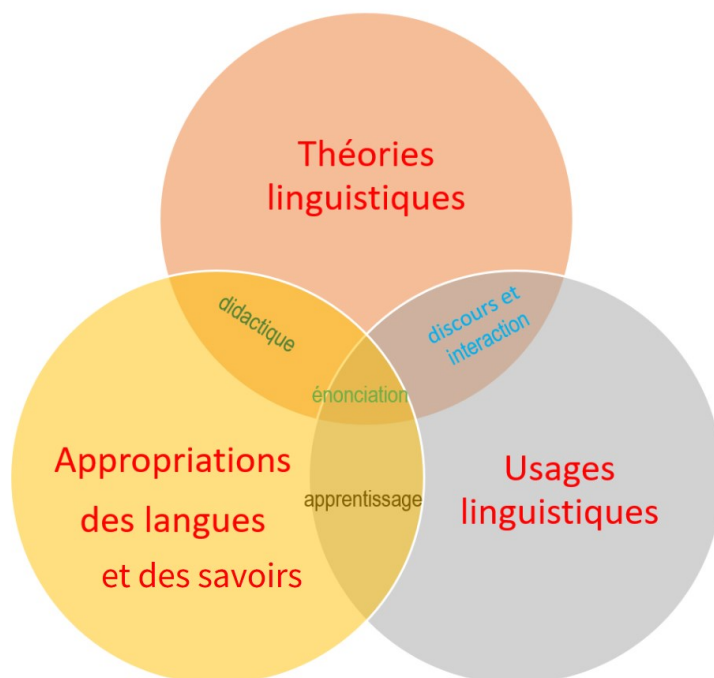 Théories
linguistiques
didactique
discours et
interaction
énonciation
Appropriations
des langues
et des savoirs
apprentissage
Usages
linguistiques